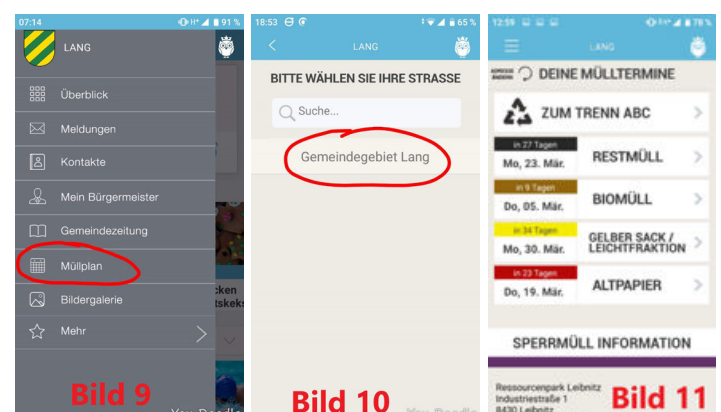 07:14
91 %
LANG
Überblick
Meldungen
Kontakte
Mein Bürgermeister
Gemeindezeitung
Müllplan
Bildergalerie
Mehr
cken
tskeks
Bild 9
18:53
65 %
LANG
BITTE WÄHLEN SIE IHRE STRASSE
Suche...
Gemeindegebiet Lang
Bild 10
12:59
78 %
LANG
DEINE MÜLLTERMINE
ZUM TRENN ABC
in 27 Tagen
Mo, 23. Mär.
RESTMÜLL
in 9 Tagen
Do, 05. Mär.
BIOMÜLL
in 34 Tagen
Mo, 30. Mär.
GELBER SACK /
LEICHTFRAKTION
in 23 Tagen
Do, 19. Mär.
ALTPAPIER
SPERRMÜLL INFORMATION
Ressourcenpark Leibnitz
Industriestraße 1
8430 Leibnitz
Bild 11